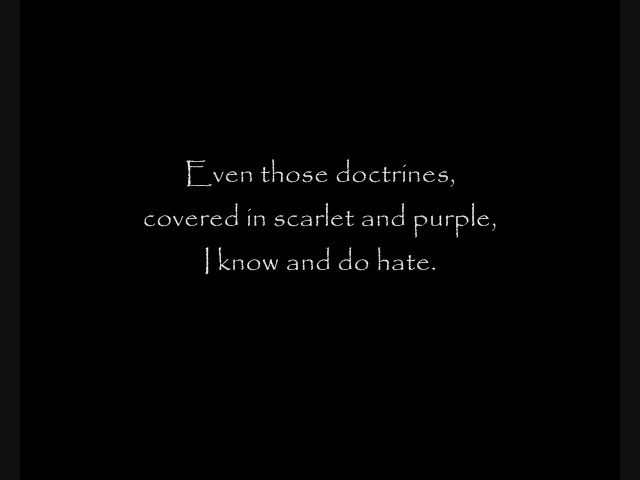 Even those doctrines,
covered in scarlet and purple,
I know and do hate.